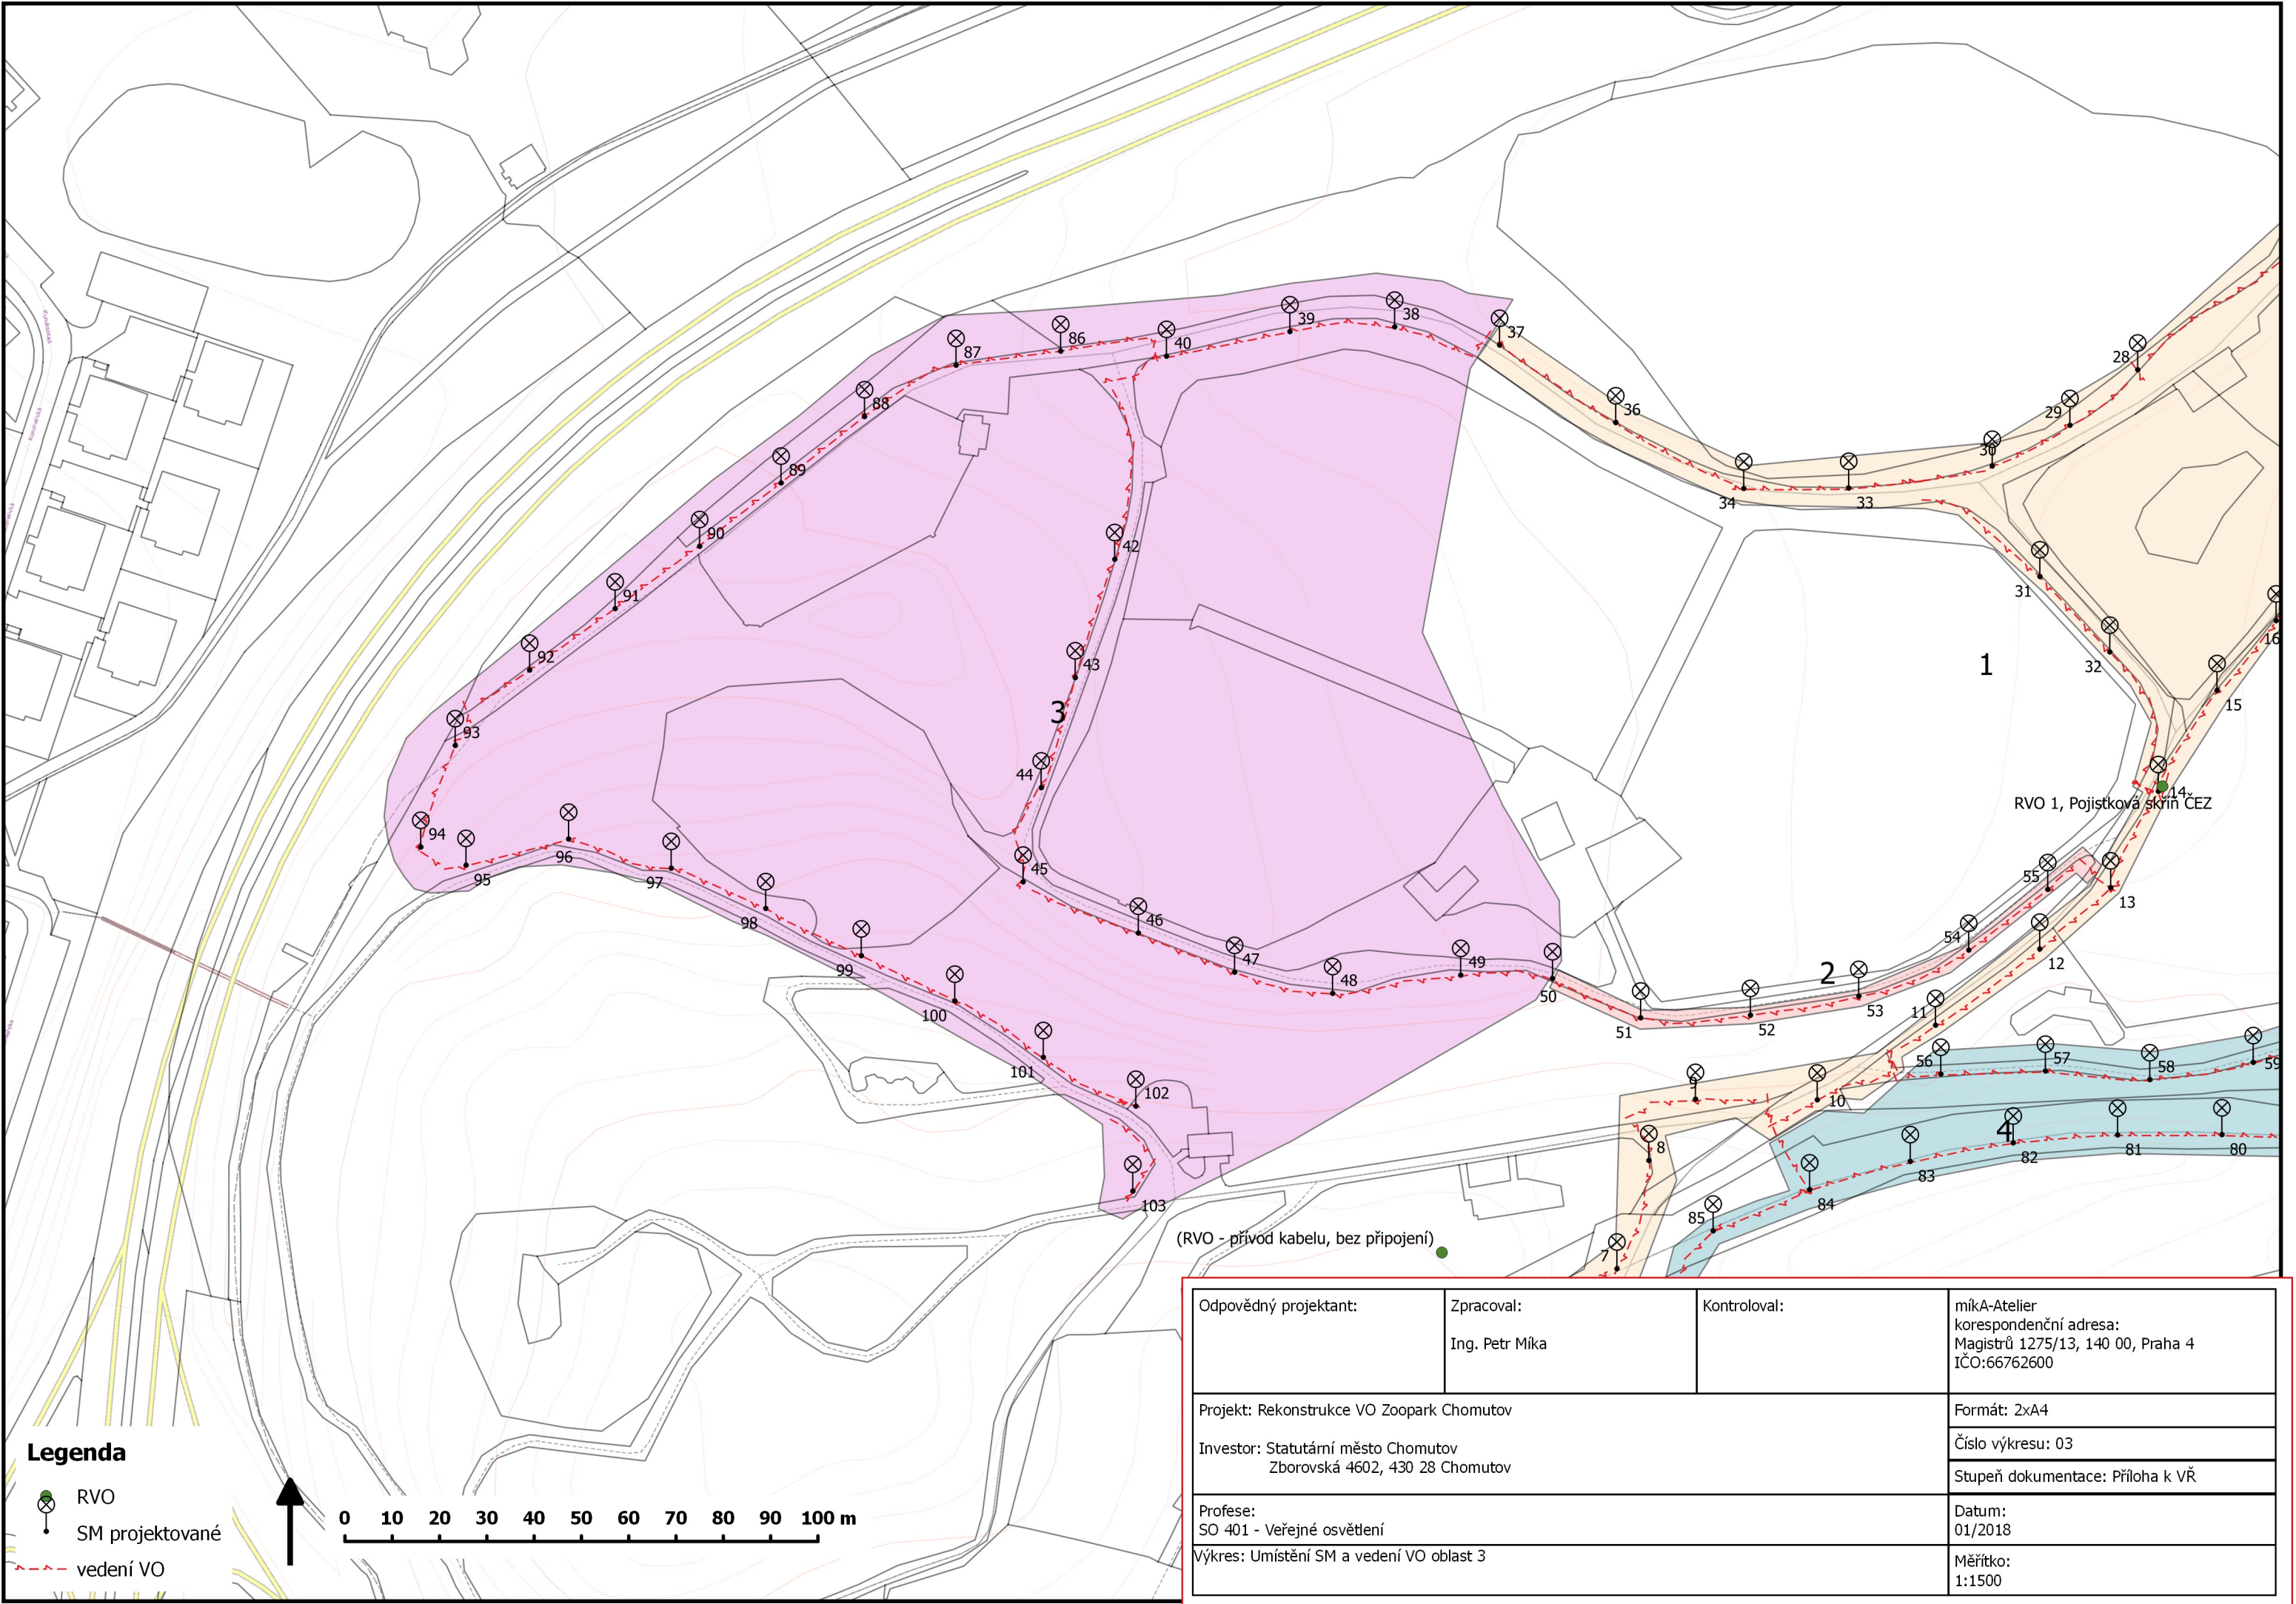 87
86
40
39
38
37
88
36
28
29
30
89
34
33
90
42
31
91
32
16
92
43
1
15
93
3
44
RVO 1, Pojistková skříň ČEZ
14
94
95
96
97
45
55
13
98
46
54
99
47
48
49
50
2
12
100
51
52
53
11
101
56
57
58
59
102
9
10
8
4
83
82
81
80
103
84
85
(RVO - přívod kabelu, bez připojení)
7
Odpovědný projektant:
Zpracoval:
Ing. Petr Míka
Kontroloval:
míkA-Atelier
korespondenční adresa:
Magistrů 1275/13, 140 00, Praha 4
IČO:66762600
Projekt: Rekonstrukce VO Zoopark Chomutov
Investor: Statutární město Chomutov
Zborovská 4602, 430 28 Chomutov
Formát: 2xA4
Číslo výkresu: 03
Stupeň dokumentace: Příloha k VŘ
Profese:
SO 401 - Veřejné osvětlení
Datum:
01/2018
Výkres: Umístění SM a vedení VO oblast 3
Měřítko:
1:1500
Legenda
RVO
SM projektované
vedení VO
0 10 20 30 40 50 60 70 80 90 100 m